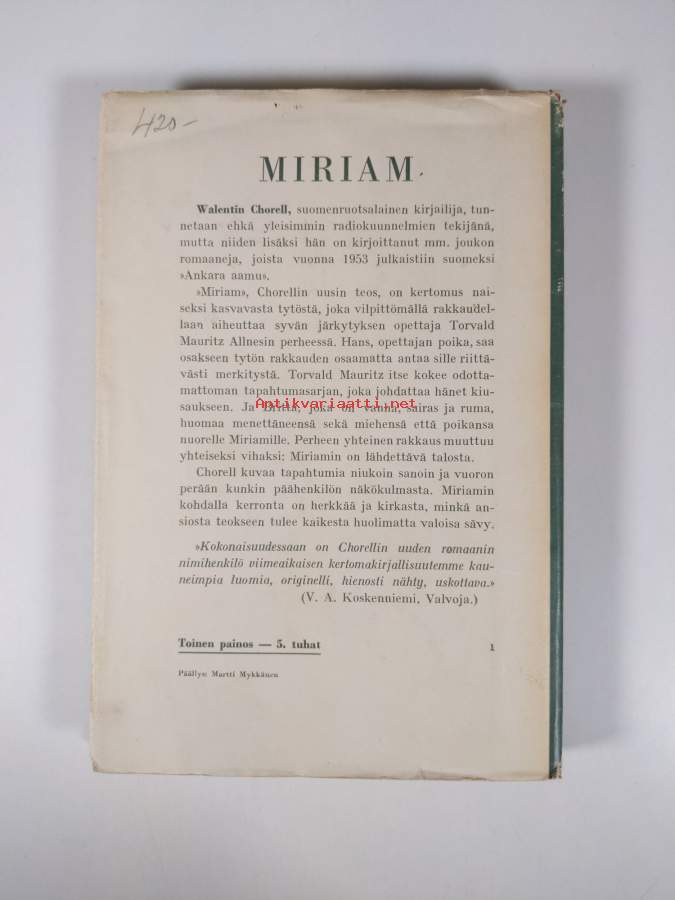 420-
MIRIAM
Walentin Chorell, suomenruotsalainen kirjailija, tun-
netaan ehkä yleisimmin radiokuunnelmien tekijänä,
mutta niiden lisäksi hän on kirjoittanut mm. joukon
romaaneja, joista vuonna 1953 julkaistiin suomeksi
»Ankara aamu».
»Miriam», Chorellin uusin teos, on kertomus nai-
seksi kasvavasta tytöstä, joka vilpittömällä rakkaudel-
laan aiheuttaa syvän järkytyksen opettaja Torvald
Mauritz Allnesin perheessä. Hans, opettajan poika, saa
osakseen tytön rakkauden osaamatta antaa sille riittä-
västi merkitystä. Torvald Mauritz itse kokee odotta-
mattoman tapahtumasarjan, joka johdattaa hänet kiu-
Antikvariaatti.net
saukseen. Ja Britta, joka on vanha, sairas ja ruma,
huomaa menettäneensä sekä miehensä että poikansa
nuorelle Miriamille. Perheen yhteinen rakkaus muuttuu
yhteiseksi vihaksi: Miriamin on lähdettävä talosta.
Chorell kuvaa tapahtumia niukoin sanoin ja vuoron
perään kunkin päähenkilön näkökulmasta. Miriamin
kohdalla kerronta on herkkää ja kirkasta, minkä an-
siosta teokseen tulee kaikesta huolimatta valoisa sävy.
»Kokonaisuudessaan on Chorellin uuden romaanin
nimihenkilö viimeaikaisen kertomakirjallisuutemme kau-
neimpia luomia, originelli, hienosti nähty, uskottava.»
(V. A. Koskenniemi, Valvoja.)
Toinen painos — 5. tuhat
1
Päällys: Martti Mykkänen